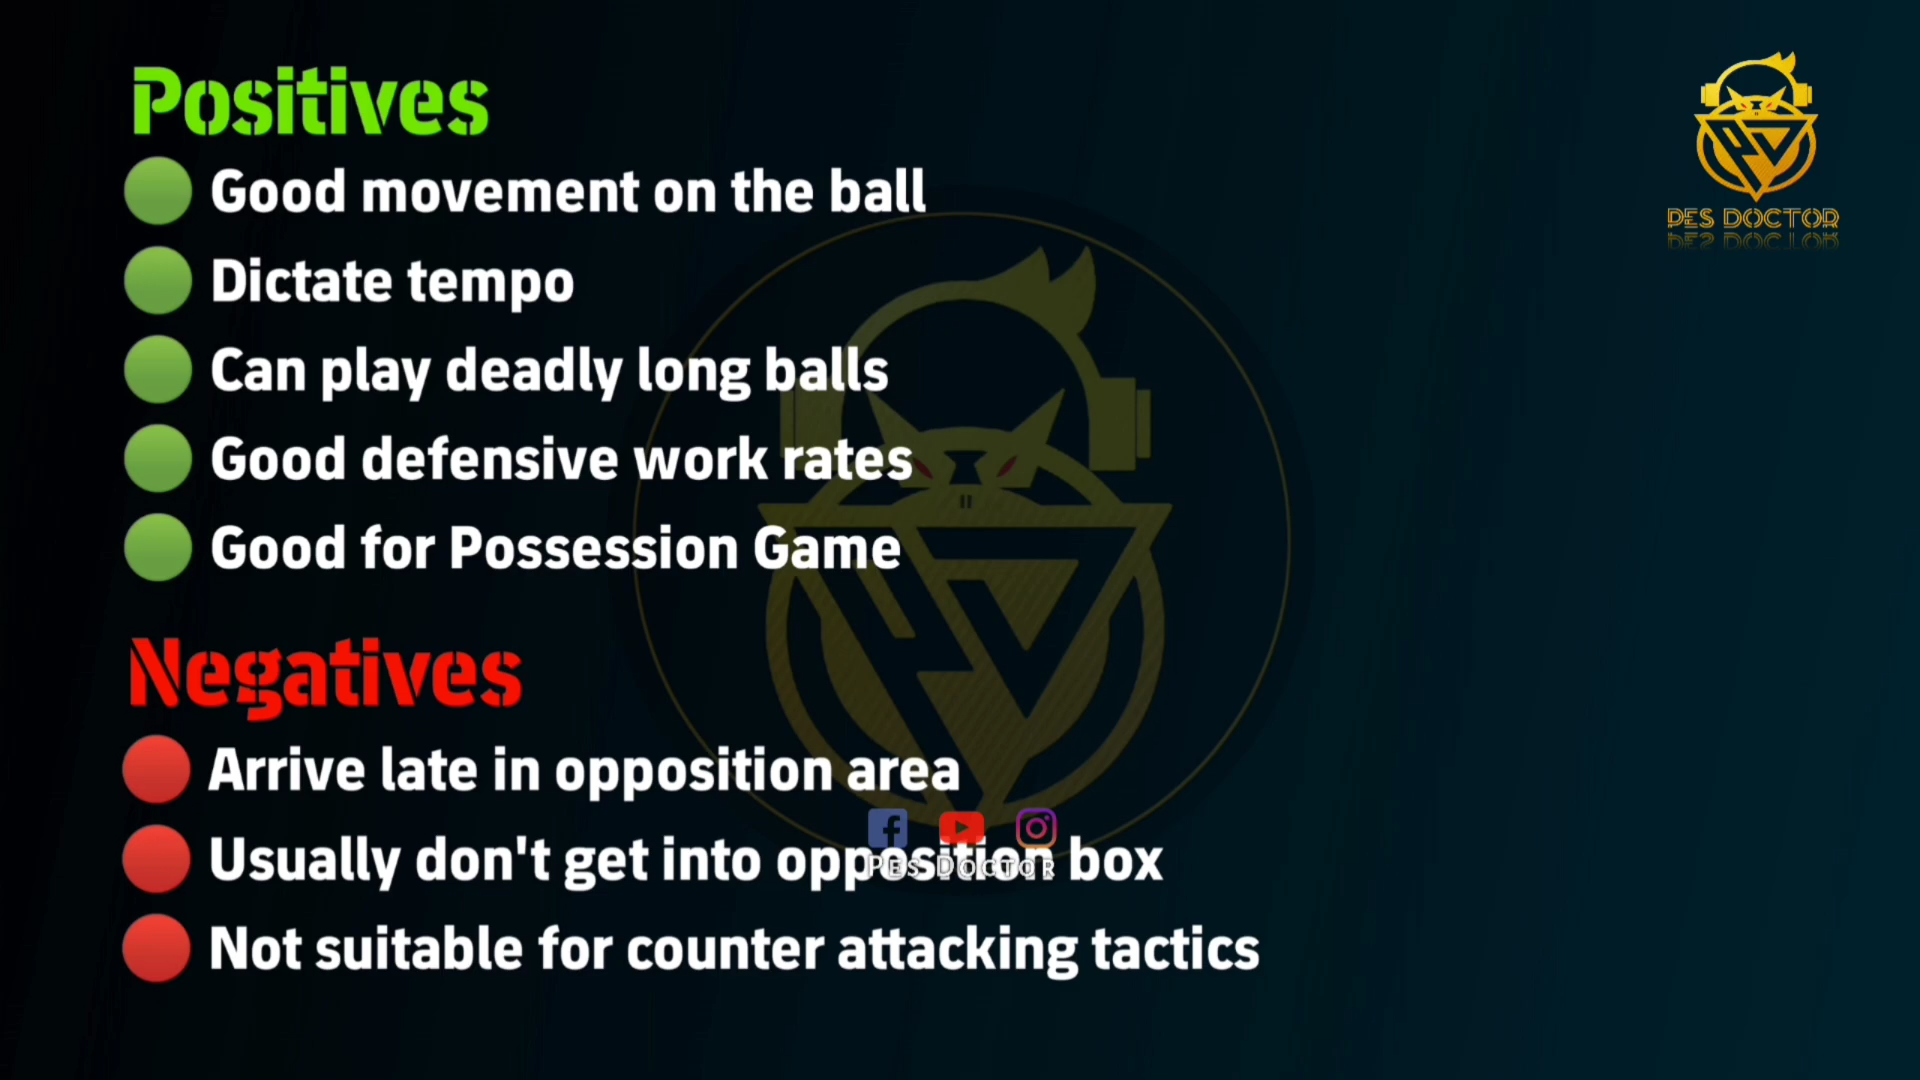 Positives
PES DOCTOR
Good movement on the ball
Dictate tempo
Can play deadly long balls
Good defensive work rates
Good for Possession Game
Negatives
Arrive late in opposition area
Usually don't get into opposition box
PES DOCTOR
Not suitable for counter attacking tactics